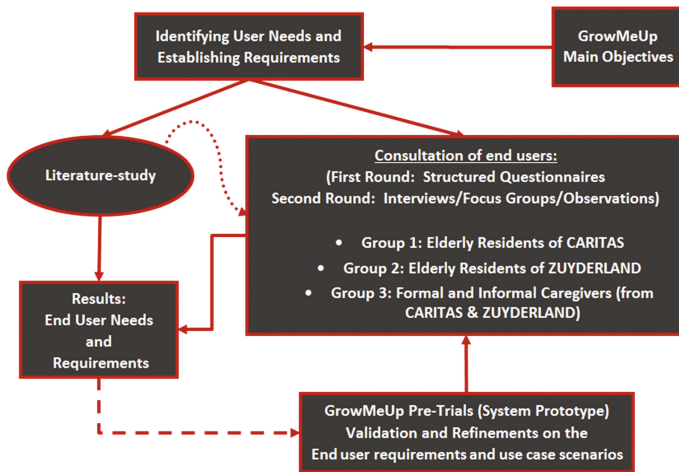 Identifying User Needs and
Establishing Requirements
GrowMeUp
Main Objectives
Literature-study
Consultation of end users:
(First Round: Structured Questionnaires
Second Round: Interviews/Focus Groups/Observations)
• Group 1: Elderly Residents of CARITAS
• Group 2: Elderly Residents of ZUYDERLAND
• Group 3: Formal and Informal Caregivers (from
CARITAS & ZUYDERLAND)
Results:
End User Needs
and
Requirements
GrowMeUp Pre-Trials (System Prototype)
Validation and Refinements on the
End user requirements and use case scenarios